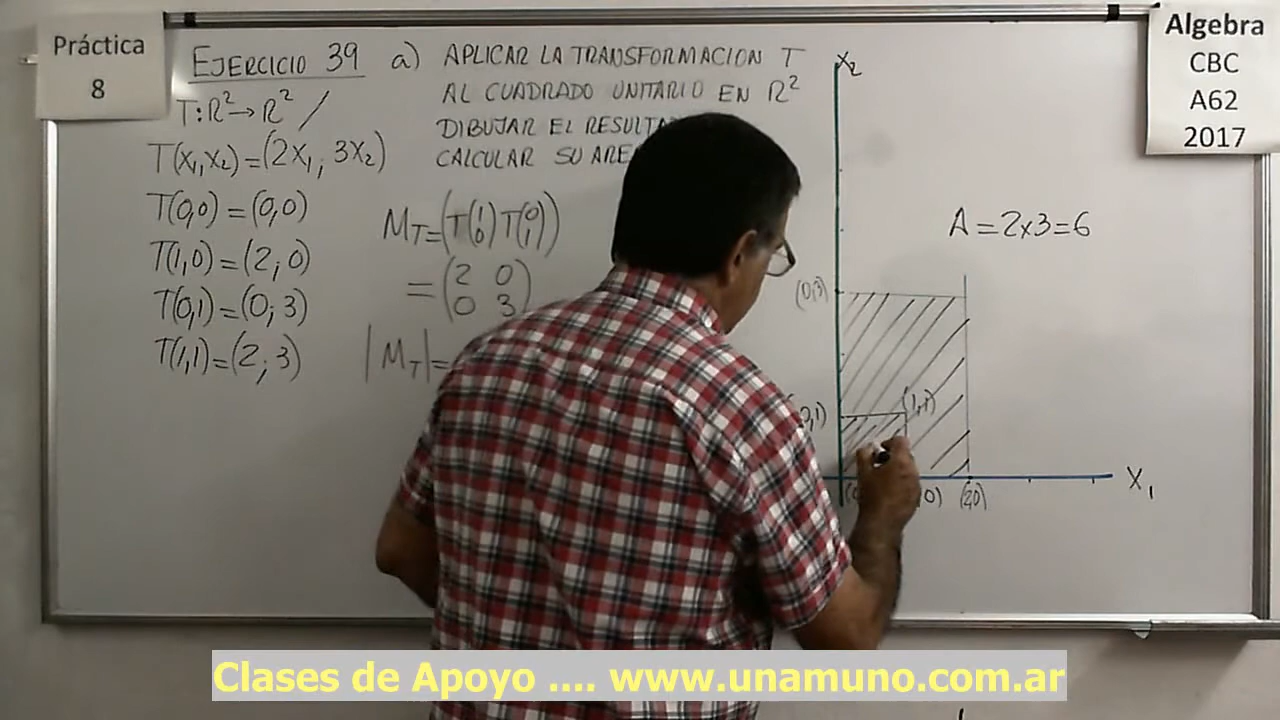 Práctica
8
EJERCICIO 39 a) APLICAR LA TRANSFORMACION T
AL CUADRADO UNITARIO EN R²
DIBUJAR EL RESULTA
CALCULAR SU ARE
T:R²→R² /
T(x₁,x₂)=(2x₁; 3x₂)
T(0,0)=(0,0)
T(1,0)=(2;0)
T(0,1)=(0;3)
T(1,1)=(2;3)
M_T=(T(1 0) T(0 1))
=(2 0
0 3)
|M_T|=
X₂
A=2x3=6
(0,3)
0,1)
(1,1)
0)
(2,0)
X₁
Algebra
CBC
A62
2017
Clases de Apoyo .... www.unamuno.com.ar